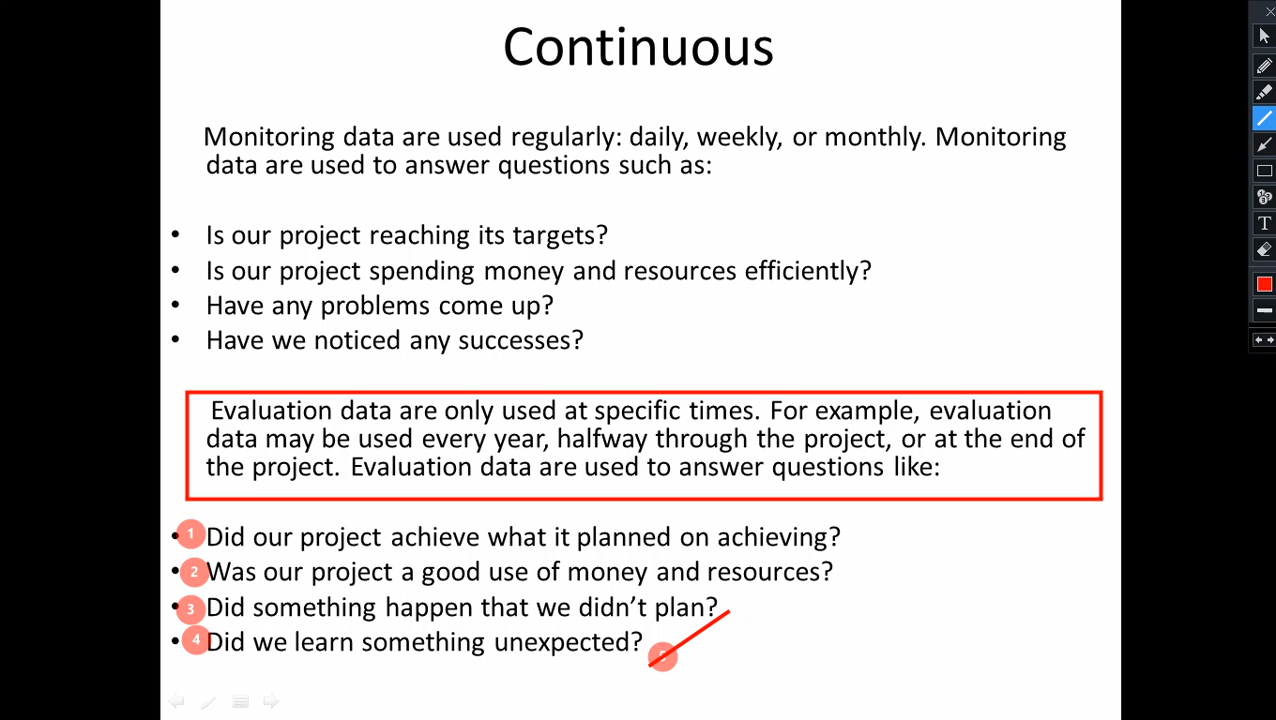 Continuous
Monitoring data are used regularly: daily, weekly, or monthly. Monitoring
data are used to answer questions such as:
• Is our project reaching its targets?
• Is our project spending money and resources efficiently?
• Have any problems come up?
• Have we noticed any successes?
Evaluation data are only used at specific times. For example, evaluation
data may be used every year, halfway through the project, or at the end of
the project. Evaluation data are used to answer questions like:
• 1 Did our project achieve what it planned on achieving?
• 2 Was our project a good use of money and resources?
• 3 Did something happen that we didn't plan?
• 4 Did we learn something unexpected?